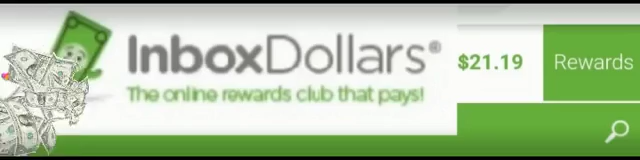 InboxDollars®
The online rewards club that pays!
$21.19
Rewards